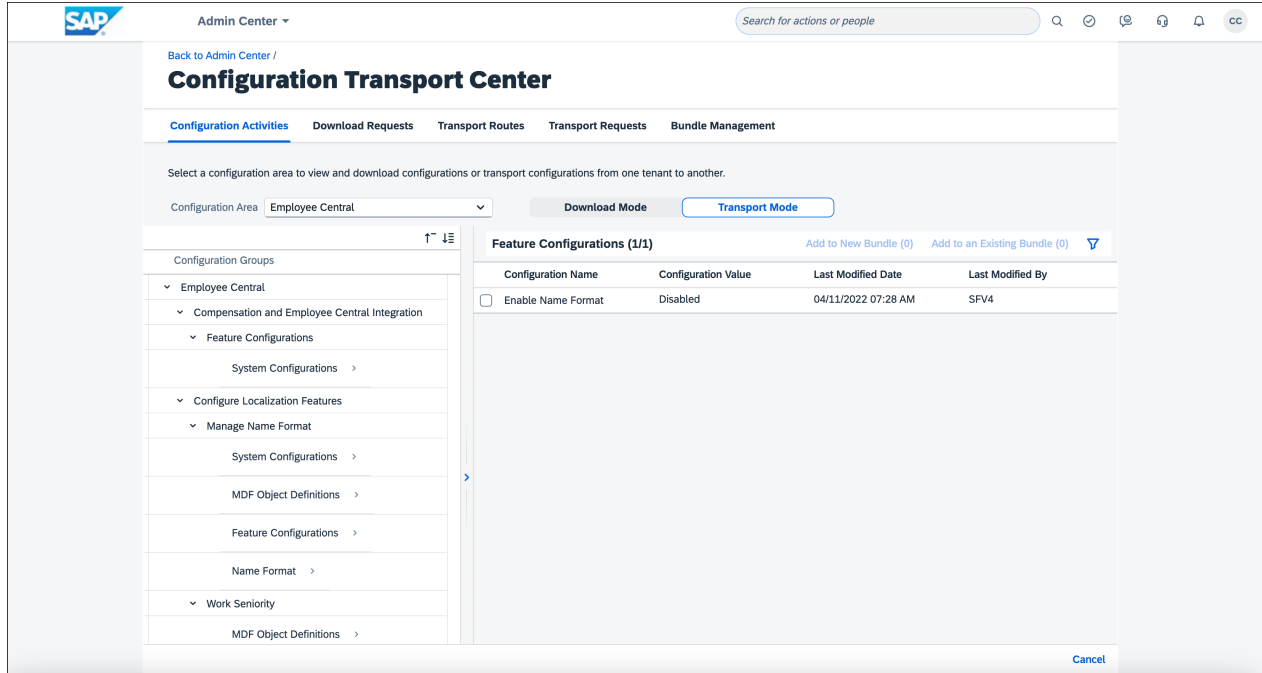 SAP
Admin Center
Search for actions or people
CC
Back to Admin Center /
Configuration Transport Center
Configuration Activities
Download Requests
Transport Routes
Transport Requests
Bundle Management
Select a configuration area to view and download configurations or transport configurations from one tenant to another.
Configuration Area
Employee Central
Download Mode
Transport Mode
Configuration Groups
Employee Central
Compensation and Employee Central Integration
Feature Configurations
System Configurations
Configure Localization Features
Manage Name Format
System Configurations
MDF Object Definitions
Feature Configurations
Name Format
Work Seniority
MDF Object Definitions
Feature Configurations (1/1)
Add to New Bundle (0)
Add to an Existing Bundle (0)
Configuration Name
Configuration Value
Last Modified Date
Last Modified By
Enable Name Format
Disabled
04/11/2022 07:28 AM
SFV4
Cancel